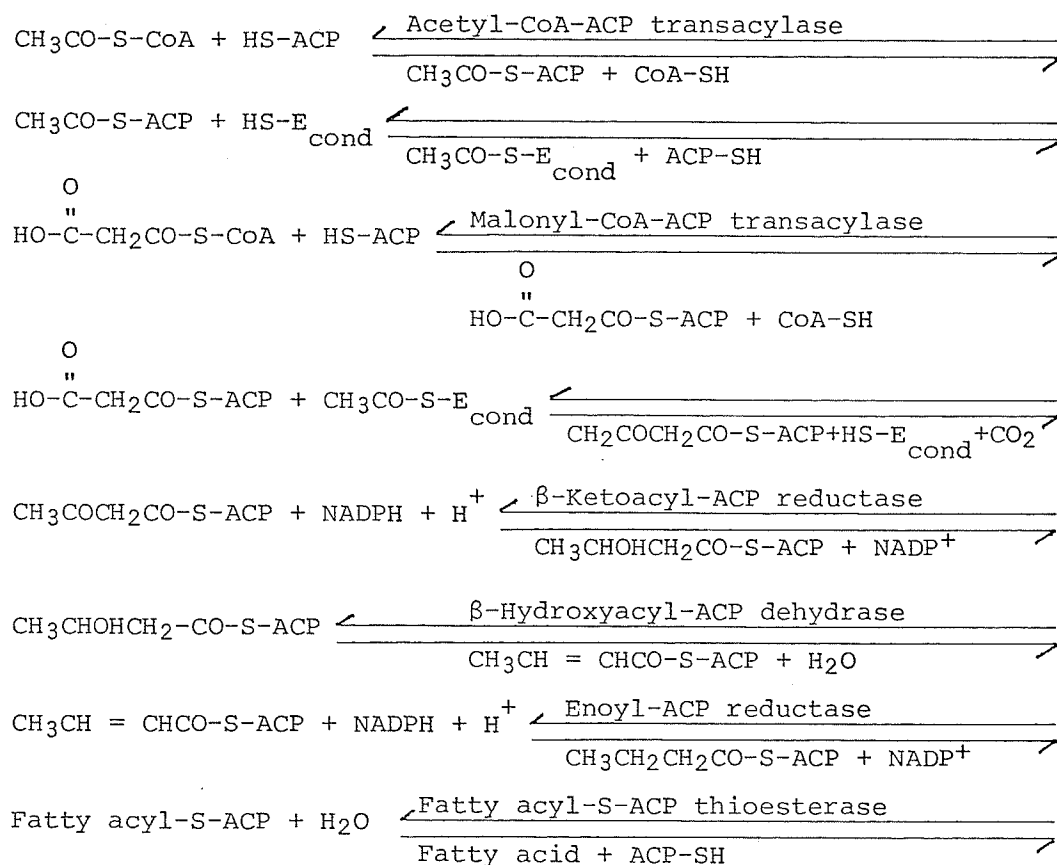 CH3CO-S-CoA + HS-ACP Acetyl-CoA-ACP transacylase
CH3CO-S-ACP + CoA-SH
CH3CO-S-ACP + HS-Econd
CH3CO-S-Econd + ACP-SH
O
"
HO-C-CH2CO-S-CoA + HS-ACP Malonyl-CoA-ACP transacylase
O
"
HO-C-CH2CO-S-ACP + CoA-SH
O
"
HO-C-CH2CO-S-ACP + CH3CO-S-Econd
CH2COCH2CO-S-ACP+HS-Econd+CO2
CH3COCH2CO-S-ACP + NADPH + H+ β-Ketoacyl-ACP reductase
CH3CHOHCH2CO-S-ACP + NADP+
CH3CHOHCH2-CO-S-ACP β-Hydroxyacyl-ACP dehydrase
CH3CH = CHCO-S-ACP + H2O
CH3CH = CHCO-S-ACP + NADPH + H+ Enoyl-ACP reductase
CH3CH2CH2CO-S-ACP + NADP+
Fatty acyl-S-ACP + H2O Fatty acyl-S-ACP thioesterase
Fatty acid + ACP-SH